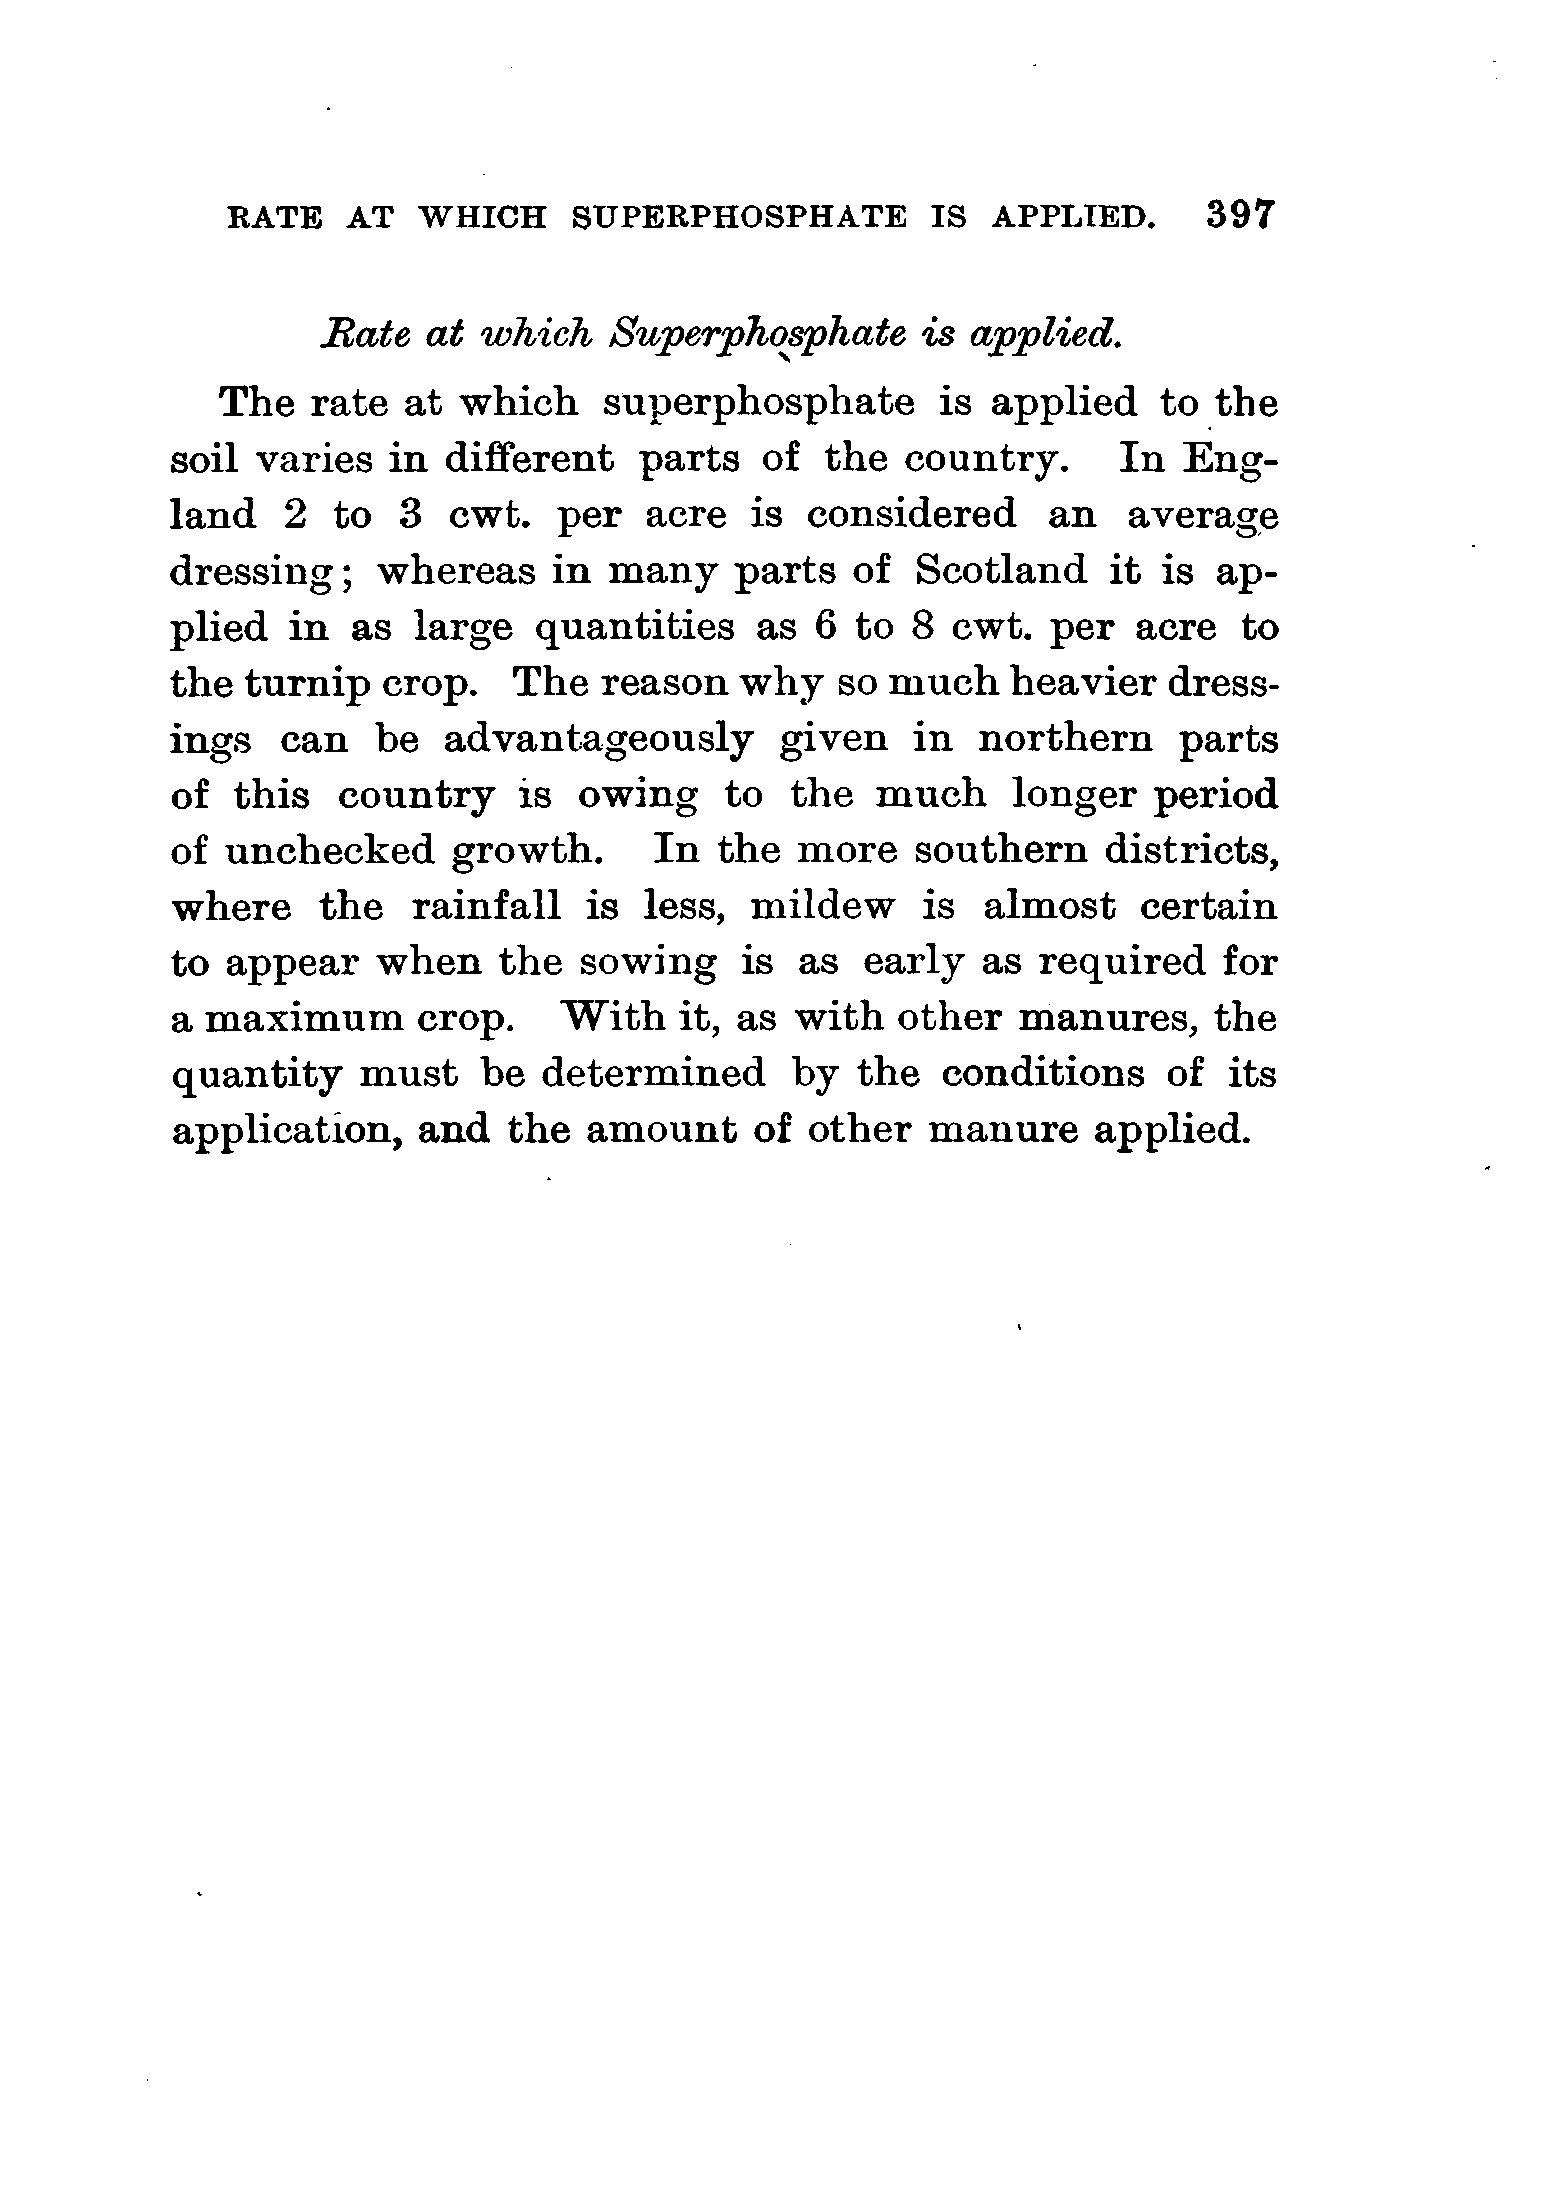 RATE AT WHICH SUPERPHOSPHATE IS APPLIED. 397
Rate at which Superphosphate is applied.
The rate at which superphosphate is applied to the
soil varies in different parts of the country. In Eng-
land 2 to 3 cwt. per acre is considered an average
dressing; whereas in many parts of Scotland it is ap-
plied in as large quantities as 6 to 8 cwt. per acre to
the turnip crop. The reason why so much heavier dress-
ings can be advantageously given in northern parts
of this country is owing to the much longer period
of unchecked growth. In the more southern districts,
where the rainfall is less, mildew is almost certain
to appear when the sowing is as early as required for
a maximum crop. With it, as with other manures, the
quantity must be determined by the conditions of its
application, and the amount of other manure applied.